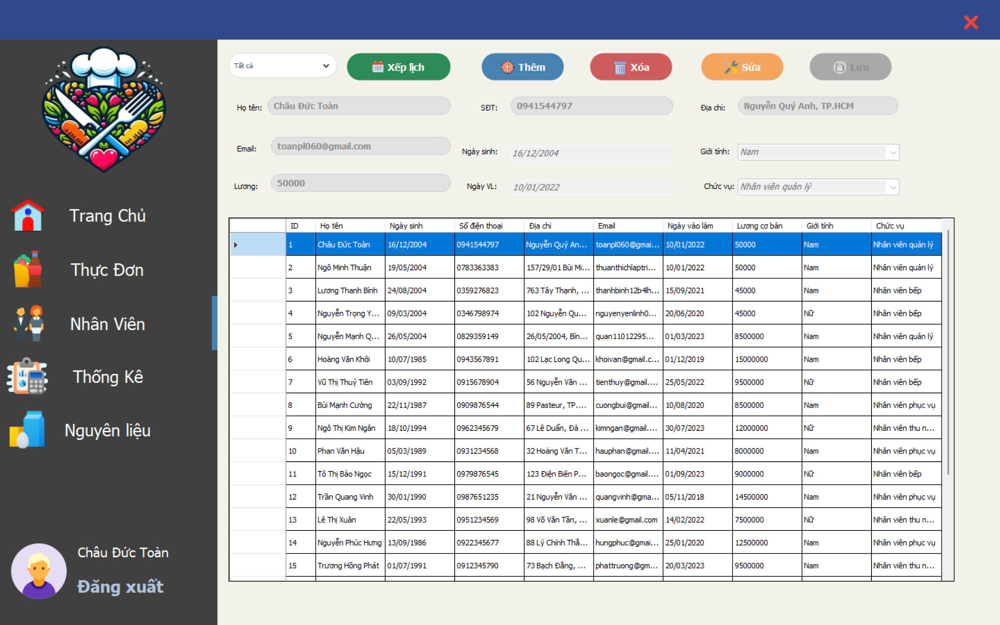 Tất cả
Xếp lịch
Thêm
Xóa
Sửa
Lưu
Họ tên: Châu Đức Toàn SĐT: 0941544797 Địa chỉ: Nguyễn Quý Anh, TP.HCM
Email: toanpl060@gmail.com Ngày sinh: 16/12/2004 Giới tính: Nam
Lương: 50000 Ngày VL: 10/01/2022 Chức vụ: Nhân viên quản lý
Trang Chủ
Thực Đơn
Nhân Viên
Thống Kê
Nguyên liệu
Châu Đức Toàn
Đăng xuất
ID Họ tên Ngày sinh Số điện thoại Địa chỉ Email Ngày vào làm Lương cơ bản Giới tính Chức vụ
1 Châu Đức Toàn 16/12/2004 0941544797 Nguyễn Quý An... toanpl060@gmai... 10/01/2022 50000 Nam Nhân viên quản lý
2 Ngô Minh Thuận 19/05/2004 0783363383 157/29/01 Bùi Mi... thuanthichlaptri... 10/01/2022 50000 Nam Nhân viên quản lý
3 Lương Thanh Bình 24/08/2004 0359276823 763 Tây Thạnh, ... thanhbinh12b4lh... 15/09/2021 45000 Nam Nhân viên bếp
4 Nguyễn Trọng Y... 09/03/2004 0346798974 102 Nguyễn Qu... nguyenyenlinh0... 20/06/2020 45000 Nữ Nhân viên bếp
5 Nguyễn Mạnh Q... 26/05/2004 0829359149 26/05/2004, Bìn... quan11012295... 01/03/2023 8500000 Nam Nhân viên quản lý
6 Hoàng Văn Khôi 10/07/1985 0943567891 102 Lạc Long Qu... khoivan@gmail.c... 01/12/2019 15000000 Nam Nhân viên bếp
7 Vũ Thị Thuỷ Tiên 03/09/1992 0915678904 56 Nguyễn Văn ... tienthuy@gmail.... 25/05/2022 9500000 Nữ Nhân viên bếp
8 Bùi Mạnh Cường 22/11/1987 0909876544 89 Pasteur, TP.... cuongbui@gmail... 10/08/2020 8500000 Nam Nhân viên phục vụ
9 Ngô Thị Kim Ngân 18/10/1994 0962345679 67 Lê Duẩn, Đà ... kimngan@gmail.... 30/07/2023 12000000 Nữ Nhân viên thu n...
10 Phan Văn Hậu 05/03/1989 0931234568 32 Hoàng Văn T... hauphan@gmail.... 11/04/2021 8000000 Nam Nhân viên phục vụ
11 Tô Thị Bảo Ngọc 15/12/1991 0979876545 123 Điện Biên P... baongoc@gmail.... 01/09/2023 9000000 Nữ Nhân viên bếp
12 Trần Quang Vinh 30/01/1990 0987651235 21 Nguyễn Văn ... quangvinh@gma... 05/11/2018 14500000 Nam Nhân viên phục vụ
13 Lê Thị Xuân 22/05/1993 0951234569 98 Võ Văn Tần, ... xuanle@gmail.com 14/02/2022 7500000 Nữ Nhân viên thu n...
14 Nguyễn Phúc Hưng 13/09/1986 0922345677 88 Lý Chính Thắ... hungphuc@gmai... 25/01/2020 12500000 Nam Nhân viên phục vụ
15 Trương Hồng Phát 01/07/1991 0912345790 73 Bạch Đằng, ... phattruong@gm... 20/03/2023 9500000 Nam Nhân viên thu n...